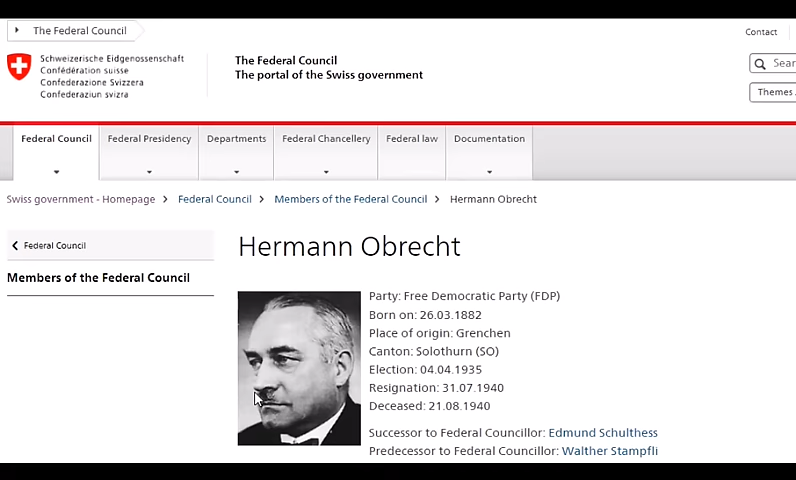 The Federal Council
Contact
Schweizerische Eidgenossenschaft
Confédération suisse
Confederazione Svizzera
Confederaziun svizra
The Federal Council
The portal of the Swiss government
Sear
Themes
Federal Council
Federal Presidency
Departments
Federal Chancellery
Federal law
Documentation
Swiss government - Homepage > Federal Council > Members of the Federal Council > Hermann Obrecht
Federal Council
Members of the Federal Council
Hermann Obrecht
Party: Free Democratic Party (FDP)
Born on: 26.03.1882
Place of origin: Grenchen
Canton: Solothurn (SO)
Election: 04.04.1935
Resignation: 31.07.1940
Deceased: 21.08.1940
Successor to Federal Councillor: Edmund Schulthess
Predecessor to Federal Councillor: Walther Stampfli